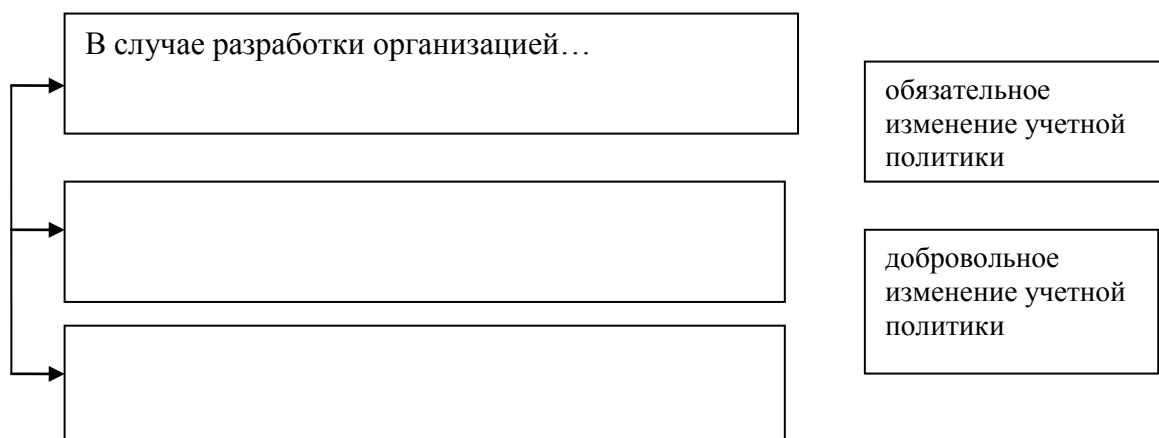 В случае разработки организацией…
обязательное
изменение учетной
политики
добровольное
изменение учетной
политики